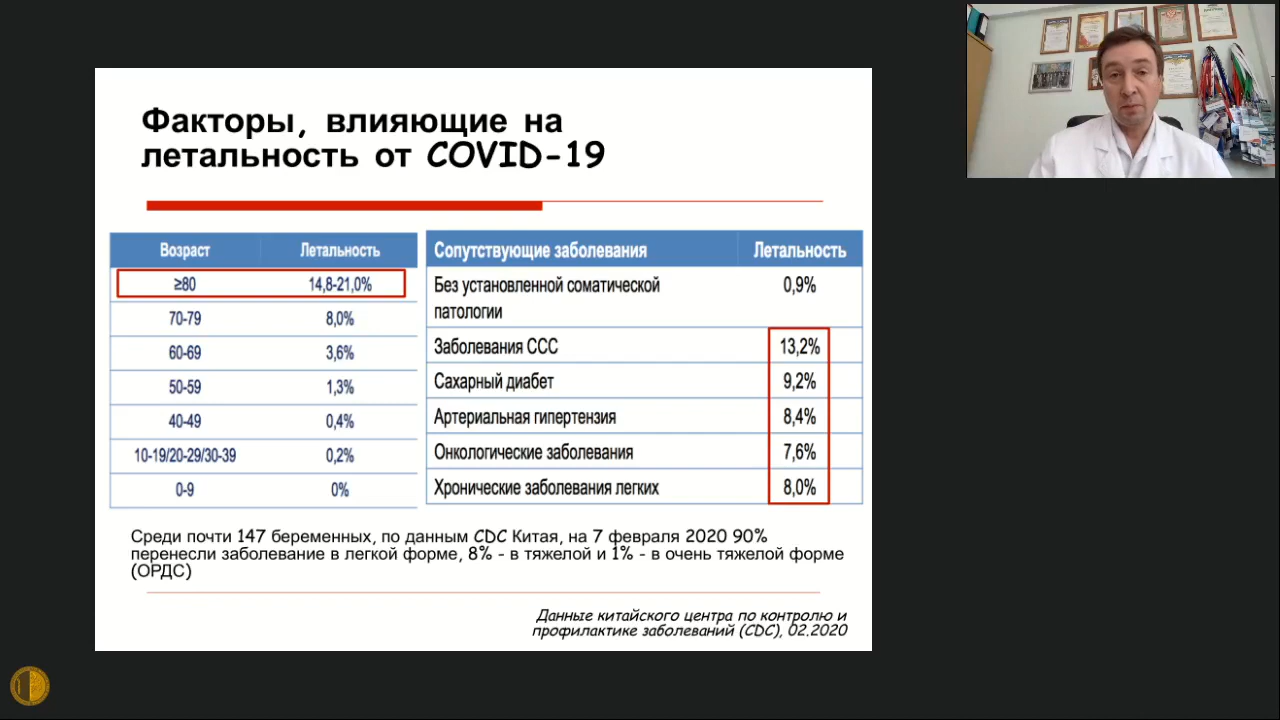 Факторы, влияющие на
летальность от COVID-19
Возраст Летальность
≥80 14,8-21,0%
70-79 8,0%
60-69 3,6%
50-59 1,3%
40-49 0,4%
10-19/20-29/30-39 0,2%
0-9 0%
Сопутствующие заболевания Летальность
Без установленной соматической 0,9%
патологии
Заболевания ССС 13,2%
Сахарный диабет 9,2%
Артериальная гипертензия 8,4%
Онкологические заболевания 7,6%
Хронические заболевания легких 8,0%
Среди почти 147 беременных, по данным CDC Китая, на 7 февраля 2020 90%
перенесли заболевание в легкой форме, 8% - в тяжелой и 1% - в очень тяжелой форме
(ОРДС)
Данные китайского центра по контролю и
профилактике заболеваний (CDC), 02.2020